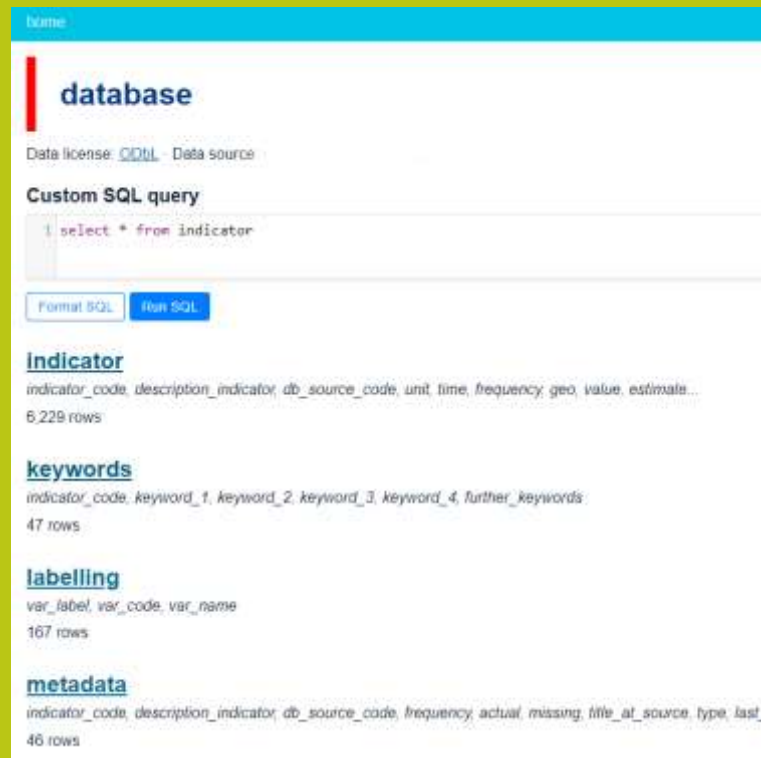 home
database
Data license: ODbL · Data source ·
Custom SQL query
1 select * from indicator
Format SQL Run SQL
indicator
indicator_code, description_indicator, db_source_code, unit, time, frequency, geo, value, estimate...
6,229 rows
keywords
indicator_code, keyword_1, keyword_2, keyword_3, keyword_4, further_keywords
47 rows
labelling
var_label, var_code, var_name
167 rows
metadata
indicator_code, description_indicator, db_source_code, frequency, actual, missing, title_at_source, type, last_
46 rows